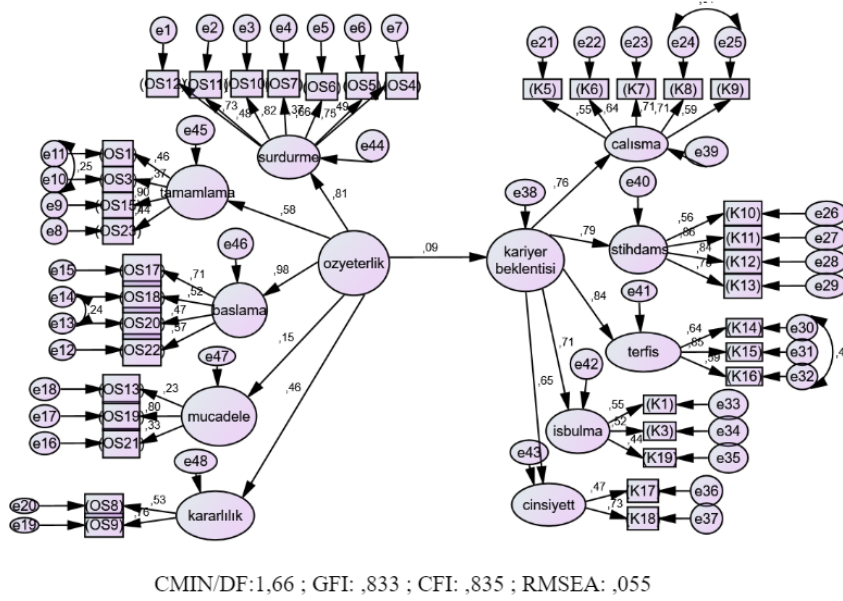 e1 e2 e3 e4 e5 e6 e7
(OS12) (OS11) (OS10) (OS7) (OS6) (OS5) (OS4)
,73 ,48 ,82 ,37 ,66 ,75 ,49
surdurme
e44
e21 e22 e23 e24 e25
(K5) (K6) (K7) (K8) (K9)
,55 ,64 ,71 ,71 ,59
calısma
e39
e45
e11 (OS1) ,46
,25
e10 (OS3) ,37
e9 (OS15) ,90
e8 (OS23) ,44
tamamlama
,81
,58
e38
,76
e40
,79
stihdams
,56 (K10) e26
,86 (K11) e27
,84 (K12) e28
(K13) e29
ozyeterlik
,09
kariyer
beklentisi
e46
e15 (OS17) ,71
e14 (OS18) ,52
,24
e13 (OS20) ,47
e12 (OS22) ,57
baslama
,98
,15
,46
,84
e41
terfis
,64 (K14) e30
,85 (K15) e31
,59 (K16) e32
,71
,65
e42
isbulma
,55 (K1) e33
,52 (K3) e34
,44 (K19) e35
e47
e18 (OS13) ,23
e17 (OS19) ,80
e16 (OS21) ,33
mucadele
e43
cinsiyett
,47 (K17) e36
,73 (K18) e37
e48
e20 (OS8) ,53
e19 (OS9) ,76
kararlılık
CMIN/DF:1,66 ; GFI: ,833 ; CFI: ,835 ; RMSEA: ,055